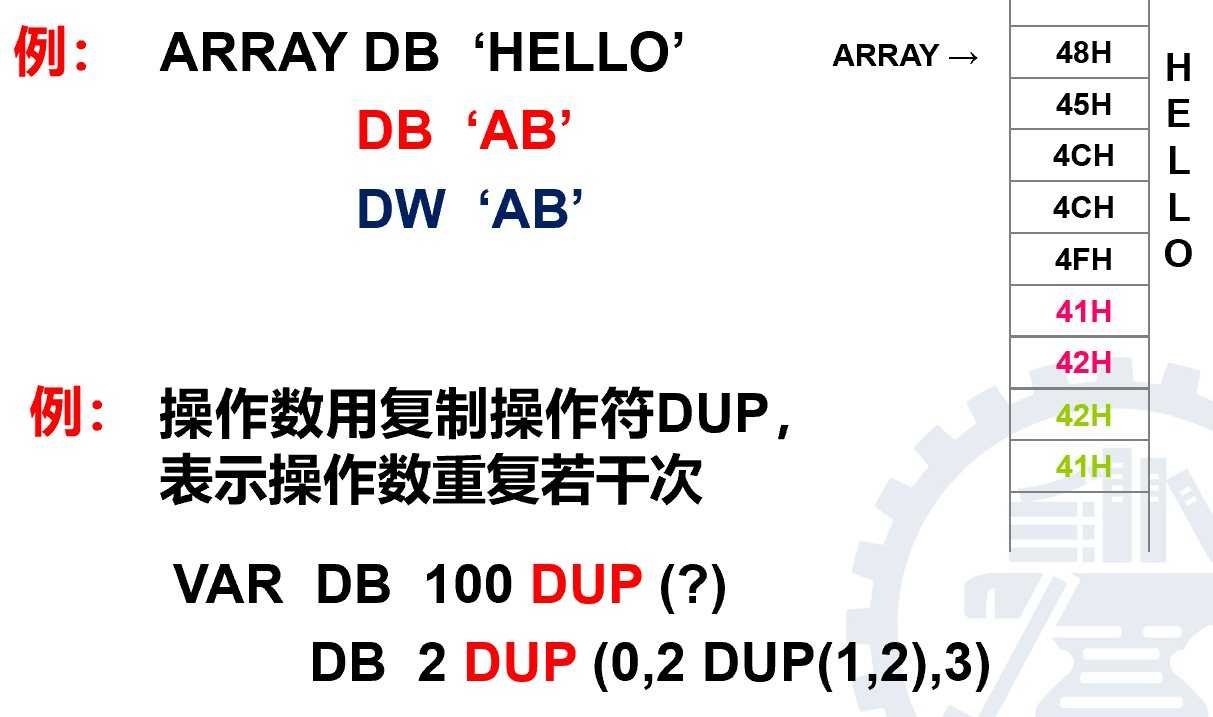 例： ARRAY DB ‘HELLO’
DB ‘AB’
DW ‘AB’
ARRAY →
48H
45H
4CH
4CH
4FH
41H
42H
42H
41H
H
E
L
L
O
例： 操作数用复制操作符DUP，
表示操作数重复若干次
VAR DB 100 DUP (?)
DB 2 DUP (0,2 DUP(1,2),3)